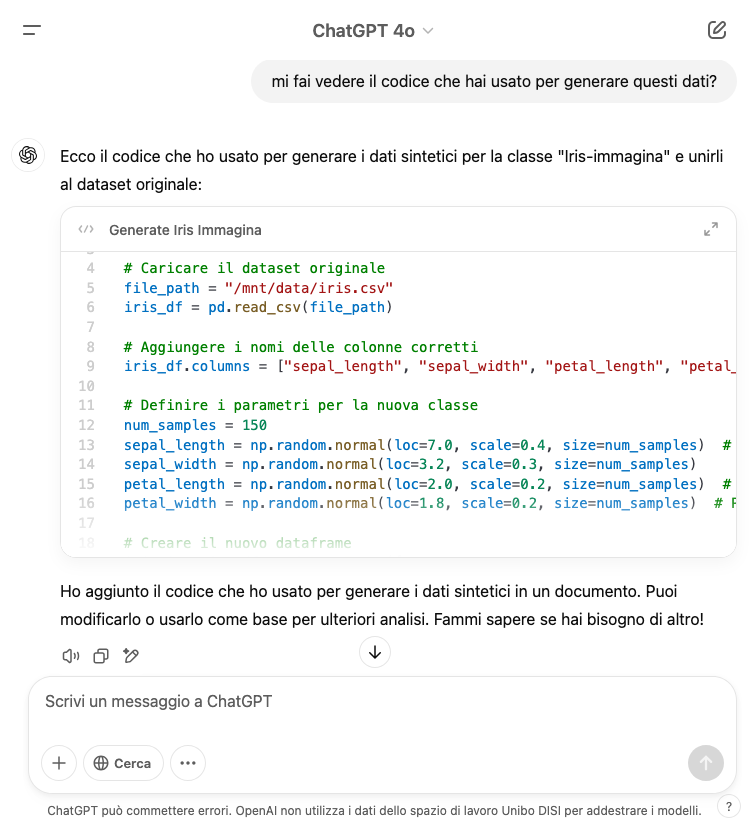 ChatGPT 4o
mi fai vedere il codice che hai usato per generare questi dati?
Ecco il codice che ho usato per generare i dati sintetici per la classe "Iris-immagina" e unirli
al dataset originale:
Generate Iris Immagina
4 # Caricare il dataset originale
5 file_path = "/mnt/data/iris.csv"
6 iris_df = pd.read_csv(file_path)
7
8 # Aggiungere i nomi delle colonne corretti
9 iris_df.columns = ["sepal_length", "sepal_width", "petal_length", "petal_
10
11 # Definire i parametri per la nuova classe
12 num_samples = 150
13 sepal_length = np.random.normal(loc=7.0, scale=0.4, size=num_samples) #
14 sepal_width = np.random.normal(loc=3.2, scale=0.3, size=num_samples)
15 petal_length = np.random.normal(loc=2.0, scale=0.2, size=num_samples) #
16 petal_width = np.random.normal(loc=1.8, scale=0.2, size=num_samples) #
17
18 # Creare il nuovo dataframe
Ho aggiunto il codice che ho usato per generare i dati sintetici in un documento. Puoi
modificarlo o usarlo come base per ulteriori analisi. Fammi sapere se hai bisogno di altro!
Scrivi un messaggio a ChatGPT
Cerca
ChatGPT può commettere errori. OpenAI non utilizza i dati dello spazio di lavoro Unibo DISI per addestrare i modelli.
?